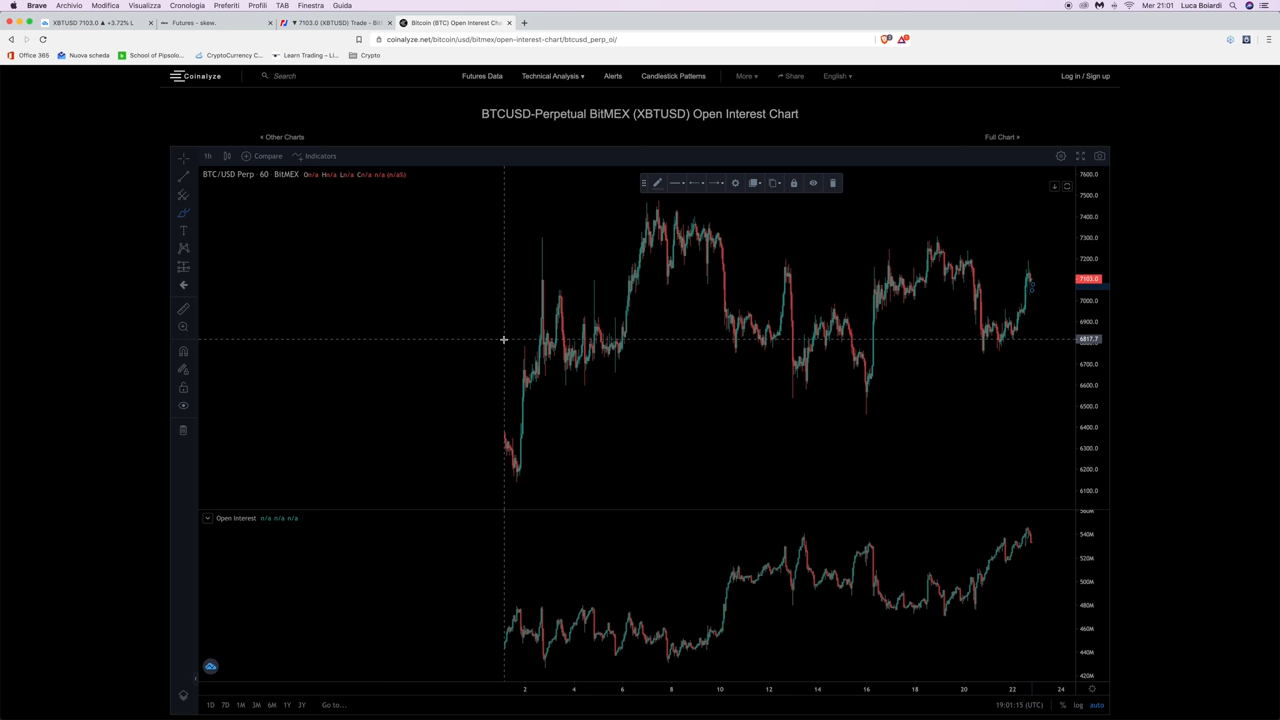 Brave Archivio Modifica Visualizza Cronologia Preferiti Profili Tab Finestra Guida Mer 21:01 Luca Boiardi
XBTUSD 7103.0 ▲ +3.72% L Futures - skew. 7103.0 (XBTUSD) Trade - Bit Bitcoin (BTC) Open Interest Cha
coinalyze.net/bitcoin/usd/bitmex/open-interest-chart/btcusd_perp_oi/
Office 365 Nuova scheda School of Pipsolo... CryptoCurrency C... Learn Trading – Li... Crypto
Coinalyze Search Futures Data Technical Analysis ▾ Alerts Candlestick Patterns More ▾ Share English ▾ Log in / Sign up
BTCUSD-Perpetual BitMEX (XBTUSD) Open Interest Chart
« Other Charts Full Chart »
1h Compare Indicators
BTC/USD Perp · 60 · BitMEX On/a Hn/a Ln/a Cn/a n/a (n/a%)
7600.0
7500.0
7400.0
7300.0
7200.0
7103.0
7000.0
6900.0
6817.7
6700.0
6600.0
6500.0
6400.0
6300.0
6200.0
6100.0
Open Interest n/a n/a n/a
560M
540M
500M
480M
460M
440M
420M
2 4 6 8 10 12 14 16 18 20 22 24
1D 7D 1M 3M 6M 1Y 3Y Go to... 19:01:15 (UTC) % log auto